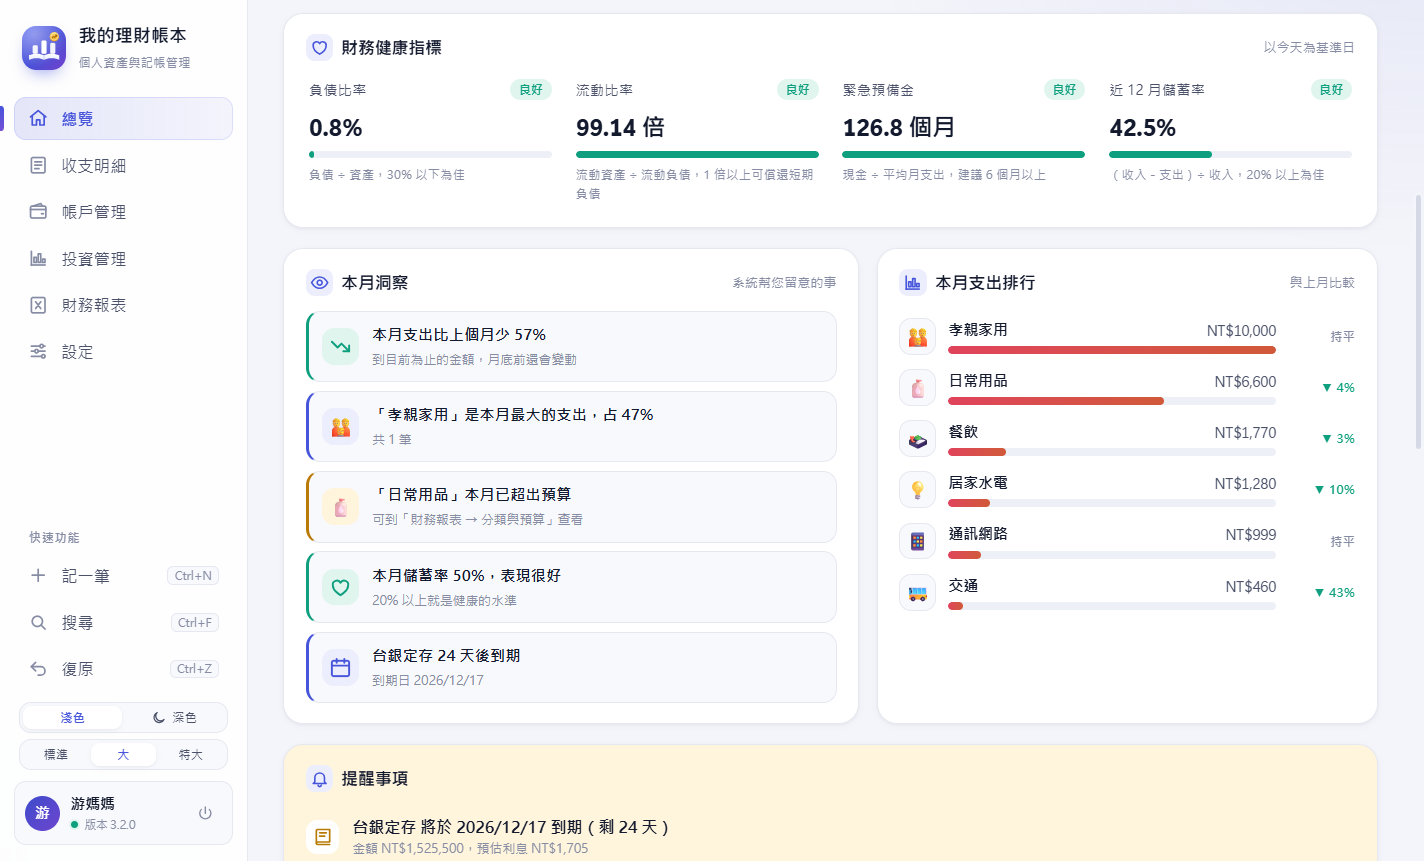 我的理財帳本
個人資產與記帳管理
總覽
收支明細
帳戶管理
投資管理
財務報表
設定
快速功能
記一筆 Ctrl+N
搜尋 Ctrl+F
復原 Ctrl+Z
淺色 深色
標準 大 特大
游 游媽媽
版本 3.2.0
財務健康指標 以今天為基準日
負債比率 良好
0.8%
負債 ÷ 資產，30% 以下為佳
流動比率 良好
99.14 倍
流動資產 ÷ 流動負債，1 倍以上可償還短期
負債
緊急預備金 良好
126.8 個月
現金 ÷ 平均月支出，建議 6 個月以上
近 12 月儲蓄率 良好
42.5%
（收入 − 支出）÷ 收入，20% 以上為佳
本月洞察 系統幫您留意的事
本月支出比上個月少 57%
到目前為止的金額，月底前還會變動
「孝親家用」是本月最大的支出，占 47%
共 1 筆
「日常用品」本月已超出預算
可到「財務報表 → 分類與預算」查看
本月儲蓄率 50%，表現很好
20% 以上就是健康的水準
台銀定存 24 天後到期
到期日 2026/12/17
本月支出排行 與上月比較
孝親家用 NT$10,000 持平
日常用品 NT$6,600 ▼ 4%
餐飲 NT$1,770 ▼ 3%
居家水電 NT$1,280 ▼ 10%
通訊網路 NT$999 持平
交通 NT$460 ▼ 43%
提醒事項
台銀定存 將於 2026/12/17 到期（剩 24 天）
金額 NT$1,525,500，預估利息 NT$1,705